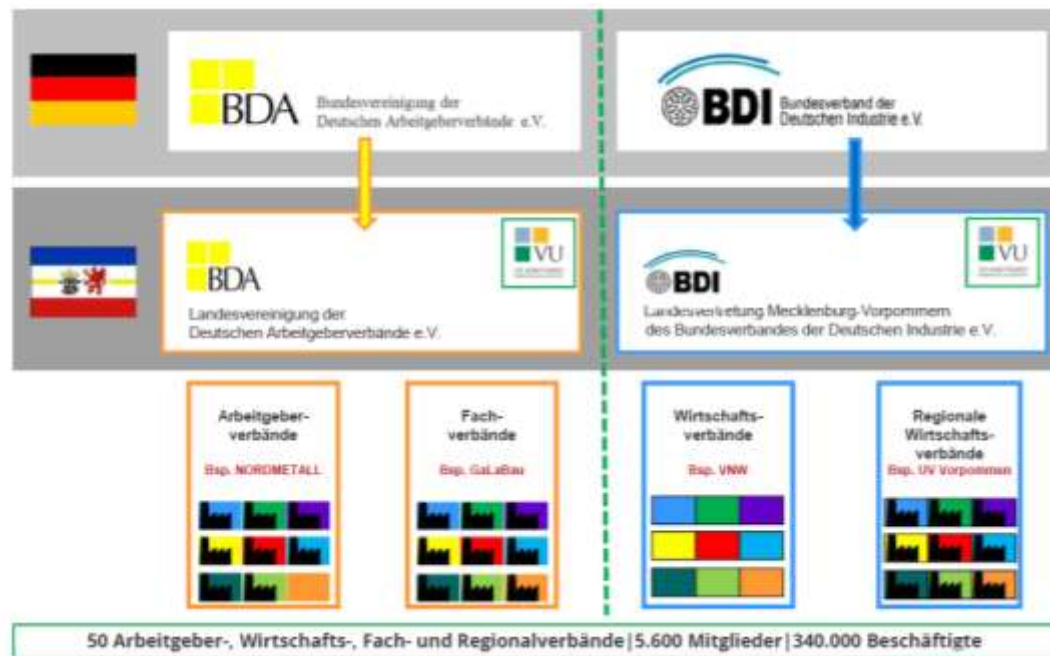 BDA
Bundesvereinigung der
Deutschen Arbeitgeberverbände e.V.
BDI
Bundesverband der
Deutschen Industrie e.V.
BDA
VU
Landesvereinigung der
Deutschen Arbeitgeberverbände e.V.
BDI
VU
Landesvertretung Mecklenburg-Vorpommern
des Bundesverbandes der Deutschen Industrie e.V.
Arbeitgeber-
verbände
Bsp. NORDMETALL
Fach-
verbände
Bsp. GaLaBau
Wirtschafts-
verbände
Bsp. VNW
Regionale
Wirtschafts-
verbände
Bsp. UV Vorpommen
50 Arbeitgeber-, Wirtschafts-, Fach- und Regionalverbände|5.600 Mitglieder|340.000 Beschäftigte